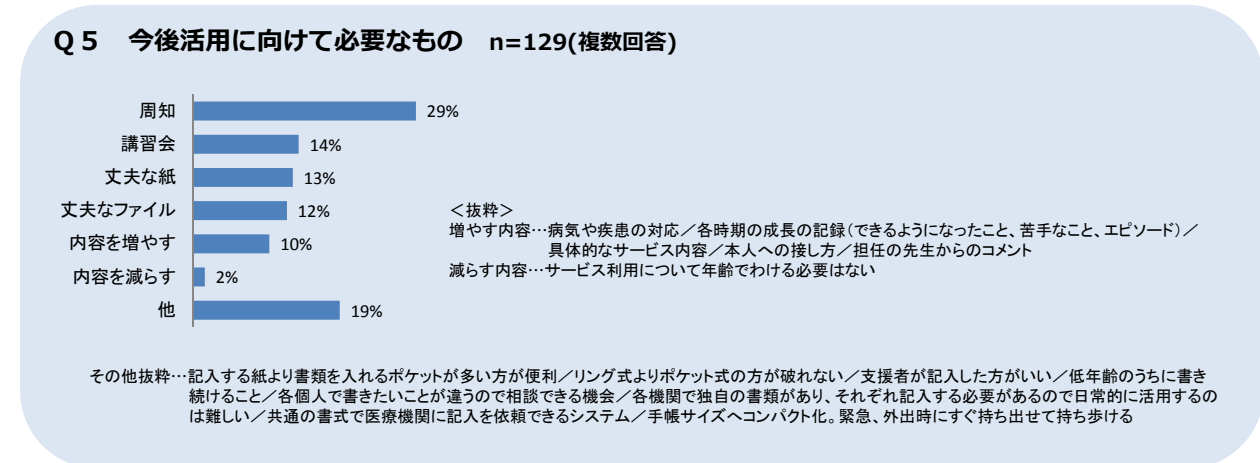 Q５　今後活用に向けて必要なもの　n=129(複数回答)
周知 29%
講習会 14%
丈夫な紙 13%
丈夫なファイル 12%
内容を増やす 10%
内容を減らす 2%
他 19%
＜抜粋＞
増やす内容…病気や疾患の対応／各時期の成長の記録（できるようになったこと、苦手なこと、エピソード）／
具体的なサービス内容／本人への接し方／担任の先生からのコメント
減らす内容…サービス利用について年齢でわける必要はない
その他抜粋…記入する紙より書類を入れるポケットが多い方が便利／リング式よりポケット式の方が破れない／支援者が記入した方がいい／低年齢のうちに書き
続けること／各個人で書きたいことが違うので相談できる機会／各機関で独自の書類があり、それぞれ記入する必要があるので日常的に活用するの
は難しい／共通の書式で医療機関に記入を依頼できるシステム／手帳サイズへコンパクト化。緊急、外出時にすぐ持ち出せて持ち歩ける